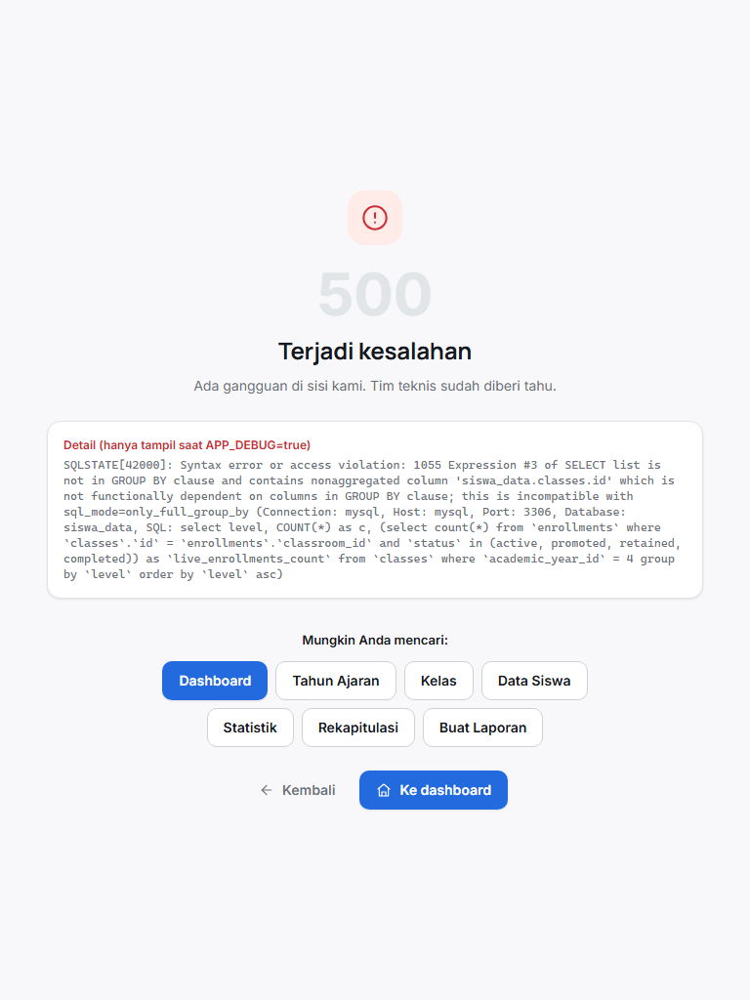 500
Terjadi kesalahan
Ada gangguan di sisi kami. Tim teknis sudah diberi tahu.
Detail (hanya tampil saat APP_DEBUG=true)
SQLSTATE[42000]: Syntax error or access violation: 1055 Expression #3 of SELECT list is
not in GROUP BY clause and contains nonaggregated column 'siswa_data.classes.id' which is
not functionally dependent on columns in GROUP BY clause; this is incompatible with
sql_mode=only_full_group_by (Connection: mysql, Host: mysql, Port: 3306, Database:
siswa_data, SQL: select level, COUNT(*) as c, (select count(*) from `enrollments` where
`classes`.`id` = `enrollments`.`classroom_id` and `status` in (active, promoted, retained,
completed)) as `live_enrollments_count` from `classes` where `academic_year_id` = 4 group
by `level` order by `level` asc)
Mungkin Anda mencari:
Dashboard Tahun Ajaran Kelas Data Siswa
Statistik Rekapitulasi Buat Laporan
Kembali Ke dashboard